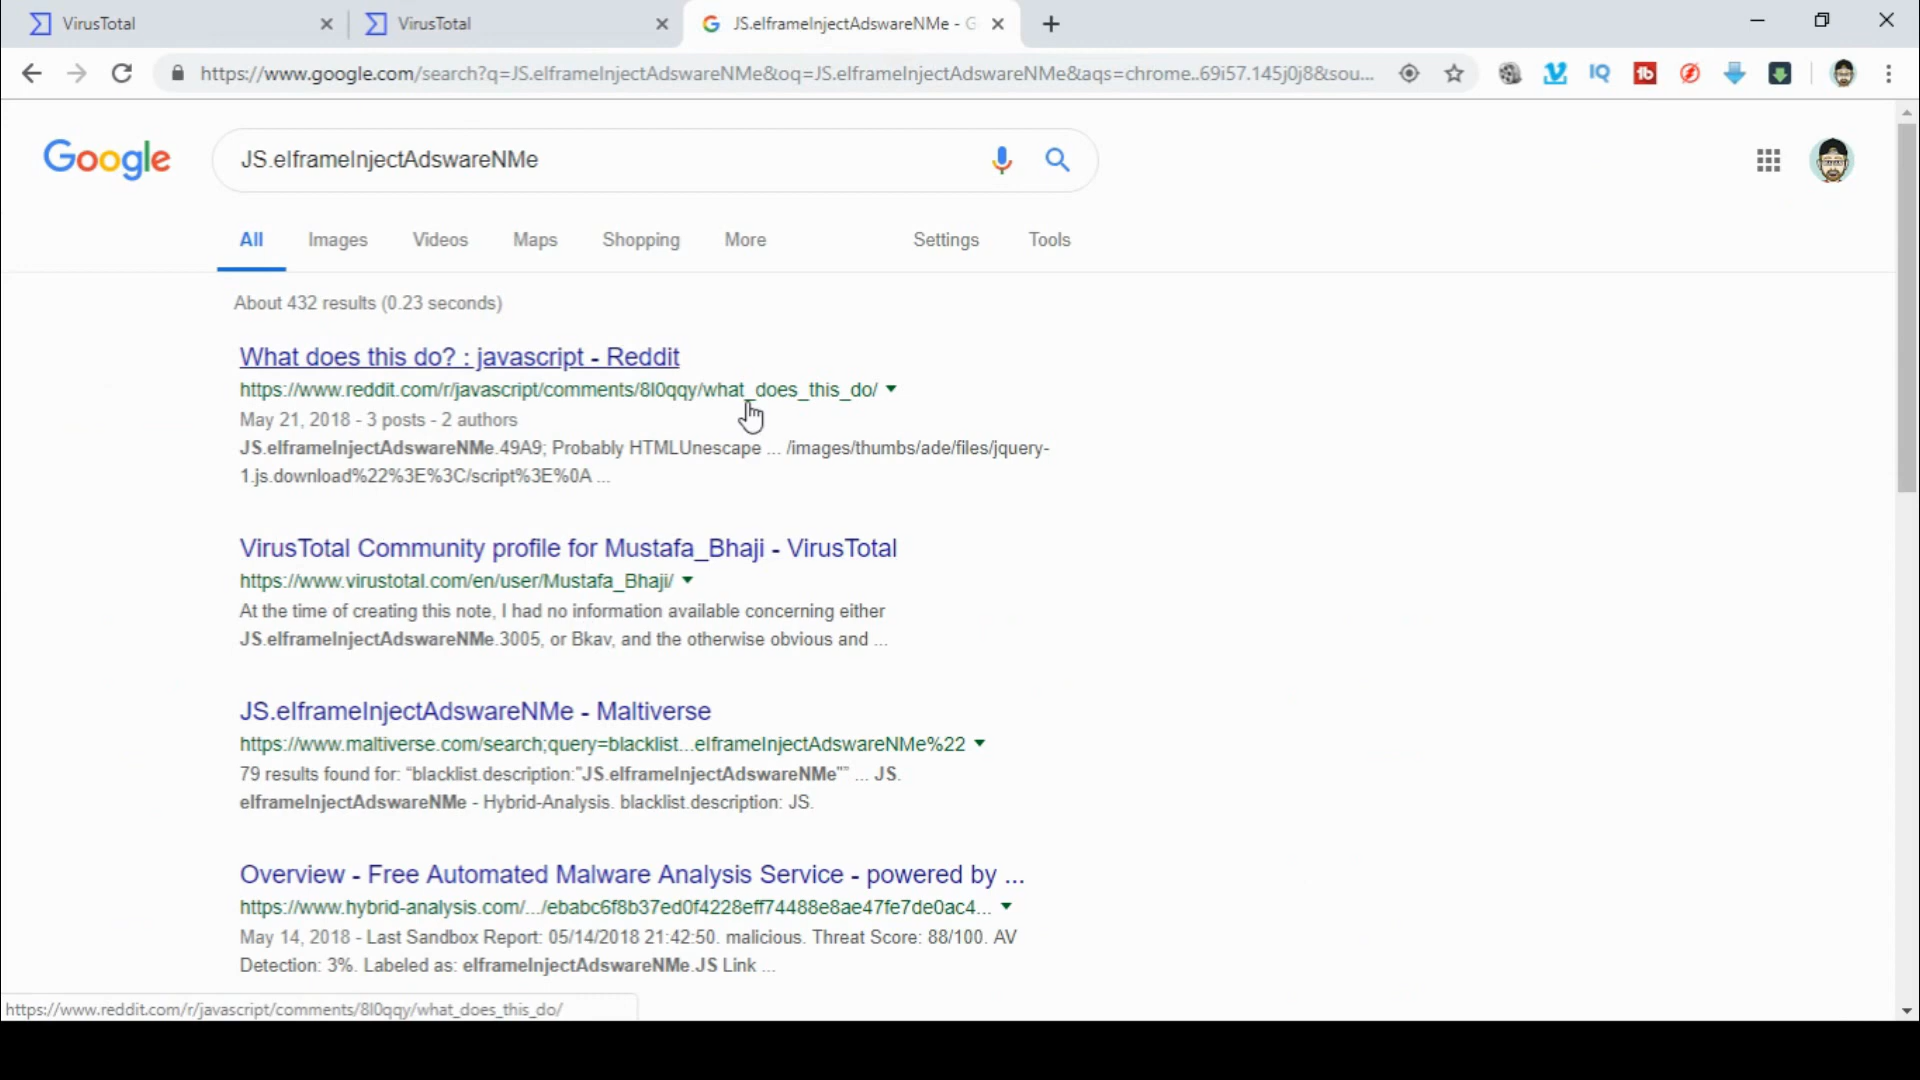 VirusTotal
VirusTotal
JS.eIframeInjectAdswareNMe - G
https://www.google.com/search?q=JS.eIframeInjectAdswareNMe&oq=JS.eIframeInjectAdswareNMe&aqs=chrome..69i57.145j0j8&sou...
IQ
tb
Google
JS.eIframeInjectAdswareNMe
All
Images
Videos
Maps
Shopping
More
Settings
Tools
About 432 results (0.23 seconds)
What does this do? : javascript - Reddit
https://www.reddit.com/r/javascript/comments/8l0qqy/what_does_this_do/
May 21, 2018 - 3 posts - 2 authors
JS.eIframeInjectAdswareNMe.49A9; Probably HTMLUnescape ... /images/thumbs/ade/files/jquery-
1.js.download%22%3E%3C/script%3E%0A ...
VirusTotal Community profile for Mustafa_Bhaji - VirusTotal
https://www.virustotal.com/en/user/Mustafa_Bhaji/
At the time of creating this note, I had no information available concerning either
JS.eIframeInjectAdswareNMe.3005, or Bkav, and the otherwise obvious and ...
JS.eIframeInjectAdswareNMe - Maltiverse
https://www.maltiverse.com/search;query=blacklist...eIframeInjectAdswareNMe%22
79 results found for: “blacklist.description:"JS.eIframeInjectAdswareNMe"” ... JS.
eIframeInjectAdswareNMe - Hybrid-Analysis. blacklist.description: JS.
Overview - Free Automated Malware Analysis Service - powered by ...
https://www.hybrid-analysis.com/.../ebabc6f8b37ed0f4228eff74488e8ae47fe7de0ac4...
May 14, 2018 - Last Sandbox Report: 05/14/2018 21:42:50. malicious. Threat Score: 88/100. AV
Detection: 3%. Labeled as: eIframeInjectAdswareNMe.JS Link ...
https://www.reddit.com/r/javascript/comments/8l0qqy/what_does_this_do/